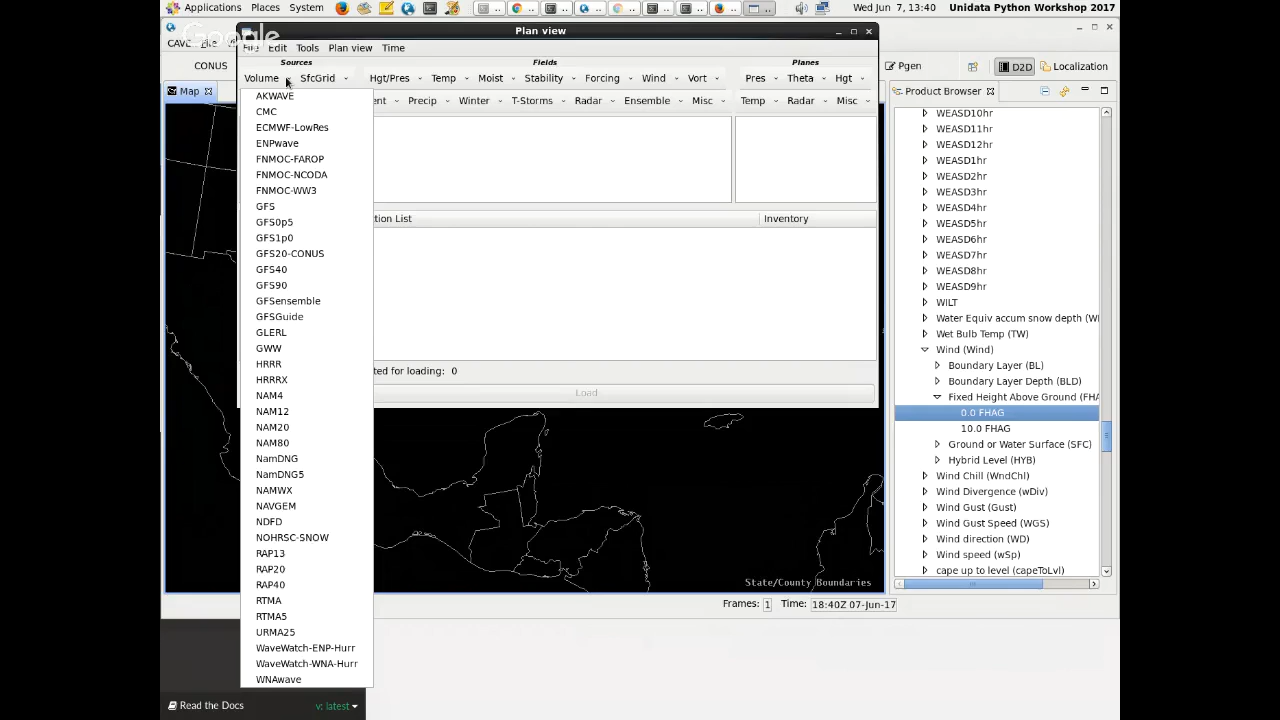 Applications Places System Wed Jun 7, 13:40 Unidata Python Workshop 2017
Google
Plan view
CAVE File
File Edit Tools Plan view Time
Sources Fields Planes
CONUS
Volume SfcGrid Hgt/Pres Temp Moist Stability Forcing Wind Vort Pres Theta Hgt
Pgen D2D Localization
ent Precip Winter T-Storms Radar Ensemble Misc Temp Radar Misc
Map
Product Browser
AKWAVE
CMC
ECMWF-LowRes
ENPwave
FNMOC-FAROP
FNMOC-NCODA
FNMOC-WW3
GFS
GFS0p5
GFS1p0
GFS20-CONUS
GFS40
GFS90
GFSensemble
GFSGuide
GLERL
GWW
HRRR
HRRRX
NAM4
NAM12
NAM20
NAM80
NamDNG
NamDNG5
NAMWX
NAVGEM
NDFD
NOHRSC-SNOW
RAP13
RAP20
RAP40
RTMA
RTMA5
URMA25
WaveWatch-ENP-Hurr
WaveWatch-WNA-Hurr
WNAwave
tion List Inventory
ted for loading: 0
Load
State/County Boundaries
WEASD10hr
WEASD11hr
WEASD12hr
WEASD1hr
WEASD2hr
WEASD3hr
WEASD4hr
WEASD5hr
WEASD6hr
WEASD7hr
WEASD8hr
WEASD9hr
WILT
Water Equiv accum snow depth (WI
Wet Bulb Temp (TW)
Wind (Wind)
Boundary Layer (BL)
Boundary Layer Depth (BLD)
Fixed Height Above Ground (FHA
0.0 FHAG
10.0 FHAG
Ground or Water Surface (SFC)
Hybrid Level (HYB)
Wind Chill (WndChl)
Wind Divergence (wDiv)
Wind Gust (Gust)
Wind Gust Speed (WGS)
Wind direction (WD)
Wind speed (wSp)
cape up to level (capeToLvl)
Frames: 1 Time: 18:40Z 07-Jun-17
Read the Docs v: latest